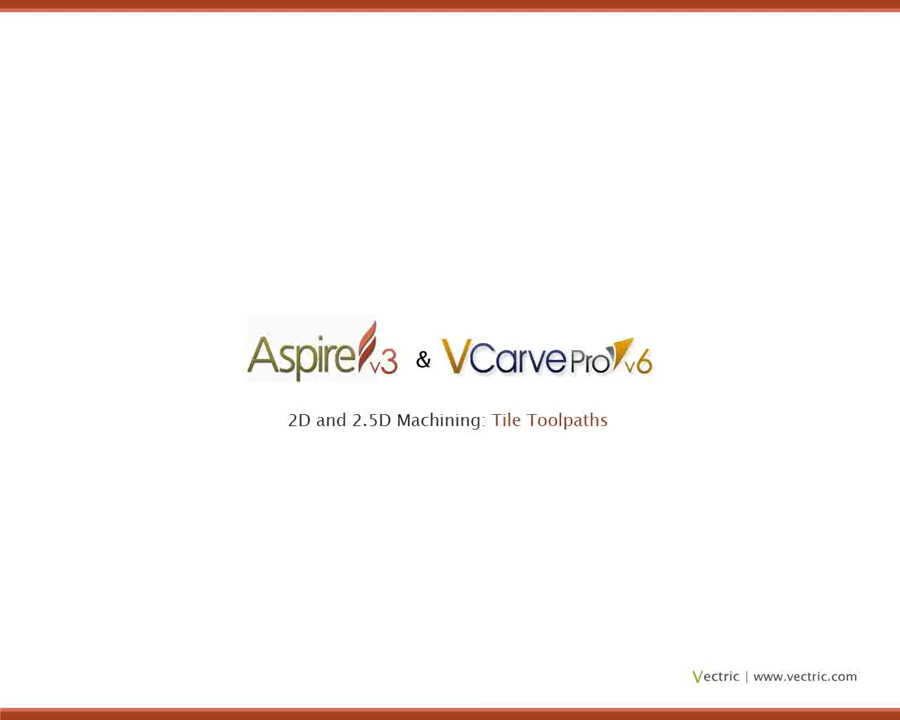 Aspire v3 & VCarve Pro v6
2D and 2.5D Machining: Tile Toolpaths
Vectric | www.vectric.com